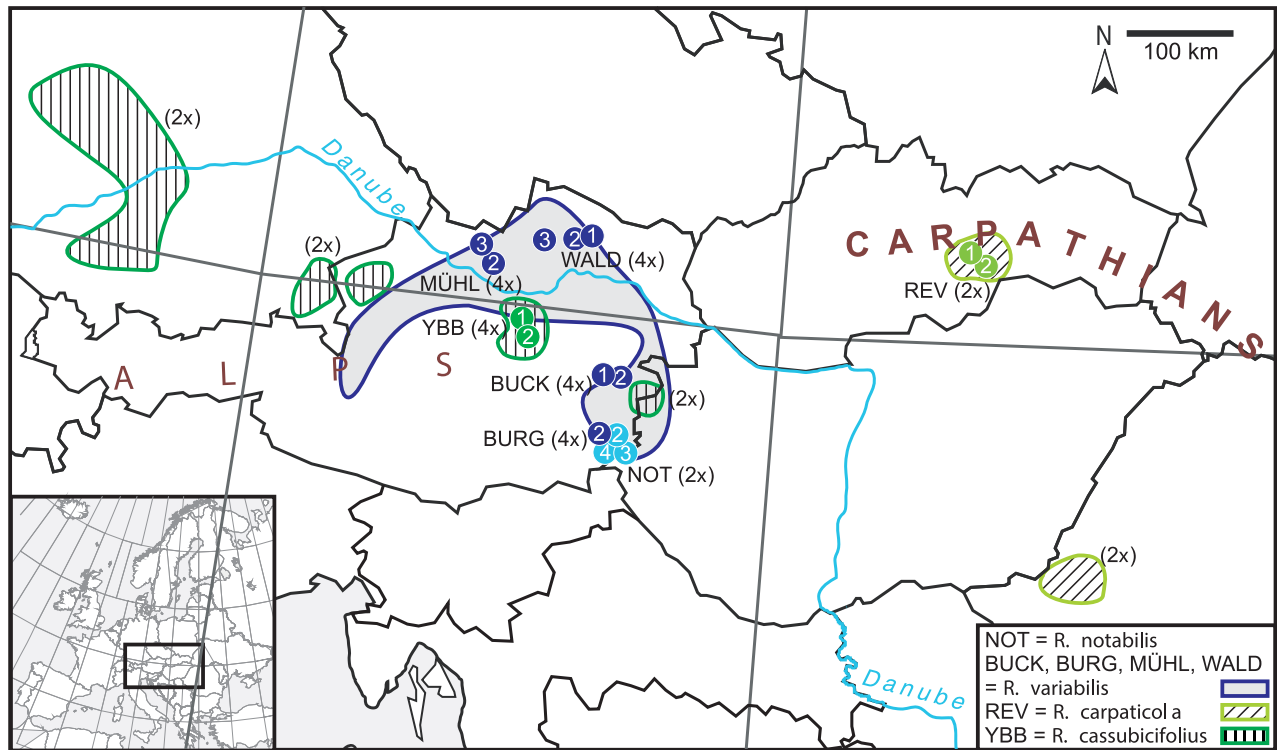 N
100 km
(2x)
Danube
CARPATHIANS
3
3
2
1
2
WALD (4x)
(2x)
MÜHL (4x)
1
2
REV (2x)
YBB (4x)
1
2
ALPS
BUCK (4x)
1
2
(2x)
BURG (4x)
2
2
4
3
NOT (2x)
(2x)
Danube
NOT = R. notabilis
BUCK, BURG, MÜHL, WALD
= R. variabilis
REV = R. carpaticola
YBB = R. cassubicifolius